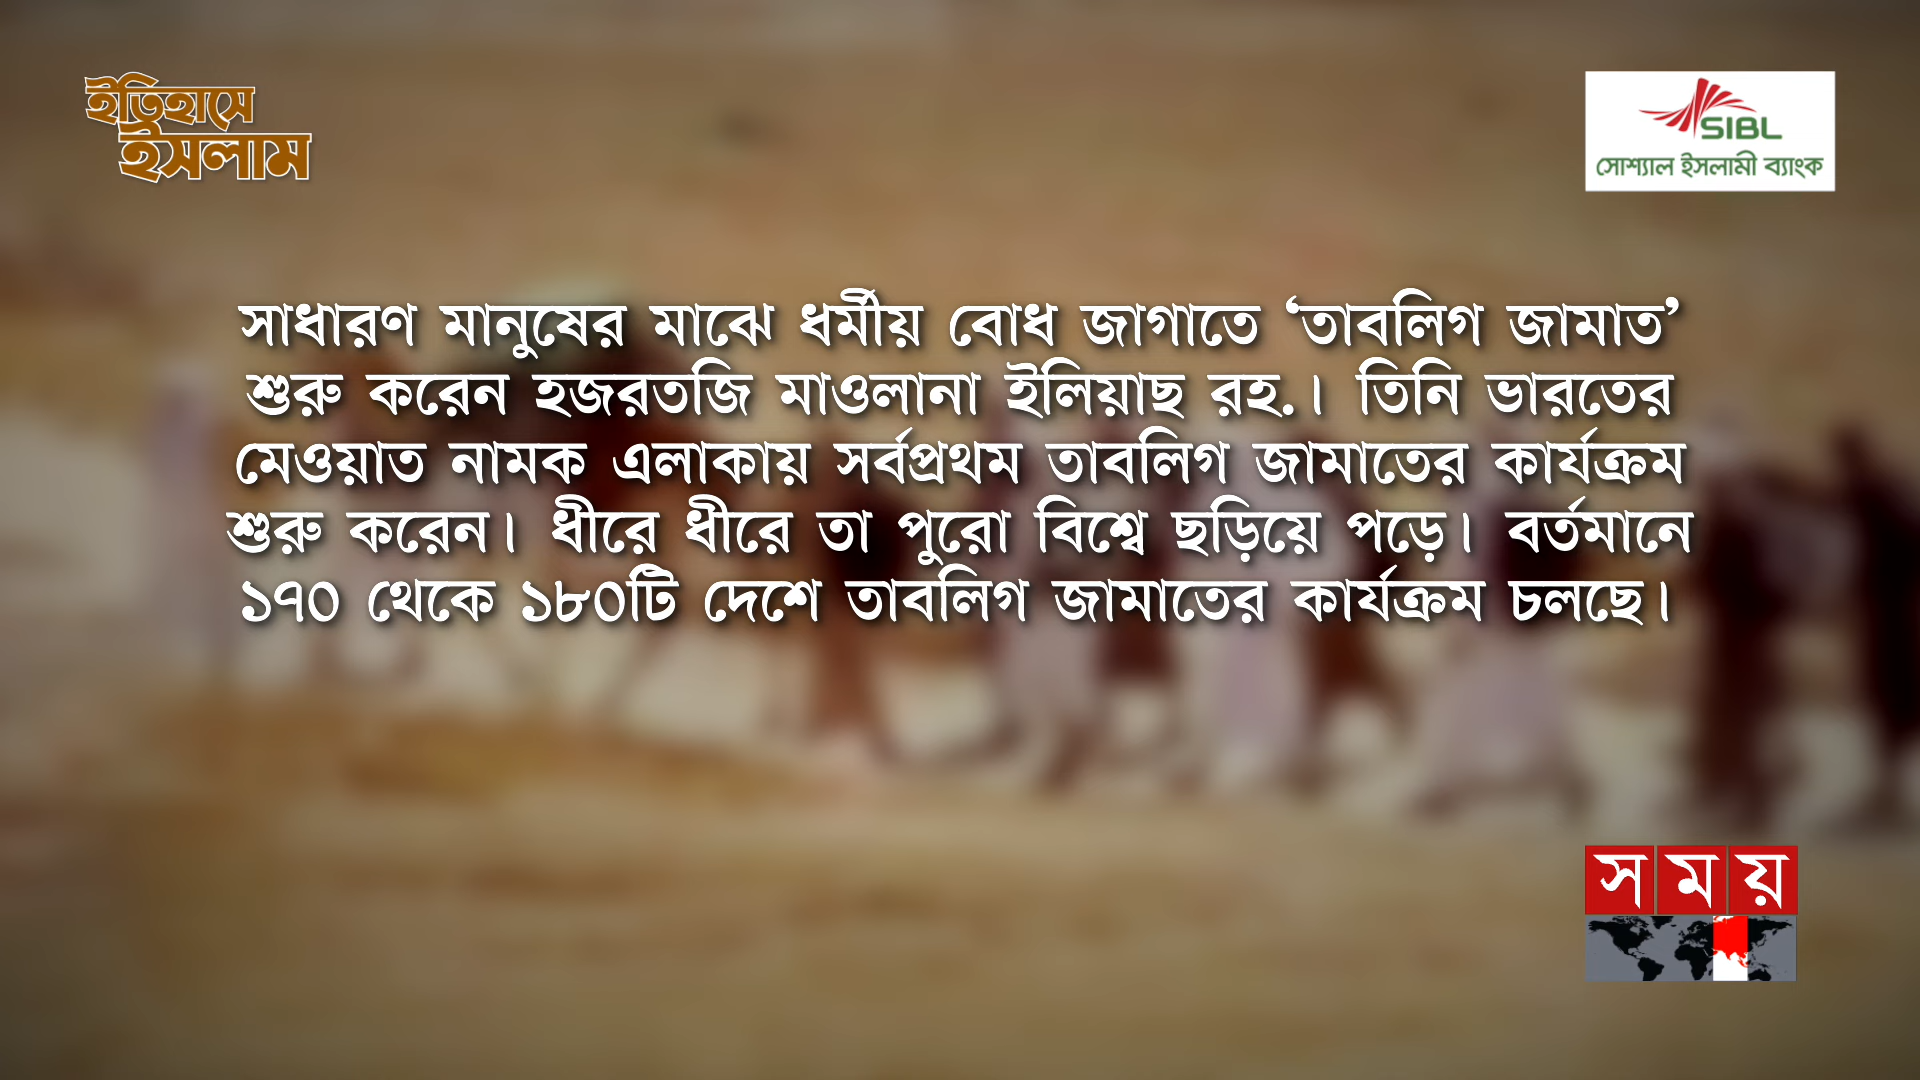 ইতিহাসে
ইসলাম
SIBL
সোশ্যাল ইসলামী ব্যাংক
সাধারণ মানুষের মাঝে ধর্মীয় বোধ জাগাতে ‘তাবলিগ জামাত’
শুরু করেন হজরতজি মাওলানা ইলিয়াছ রহ.। তিনি ভারতের
মেওয়াত নামক এলাকায় সর্বপ্রথম তাবলিগ জামাতের কার্যক্রম
শুরু করেন। ধীরে ধীরে তা পুরো বিশ্বে ছড়িয়ে পড়ে। বর্তমানে
১৭০ থেকে ১৮০টি দেশে তাবলিগ জামাতের কার্যক্রম চলছে।
সময়